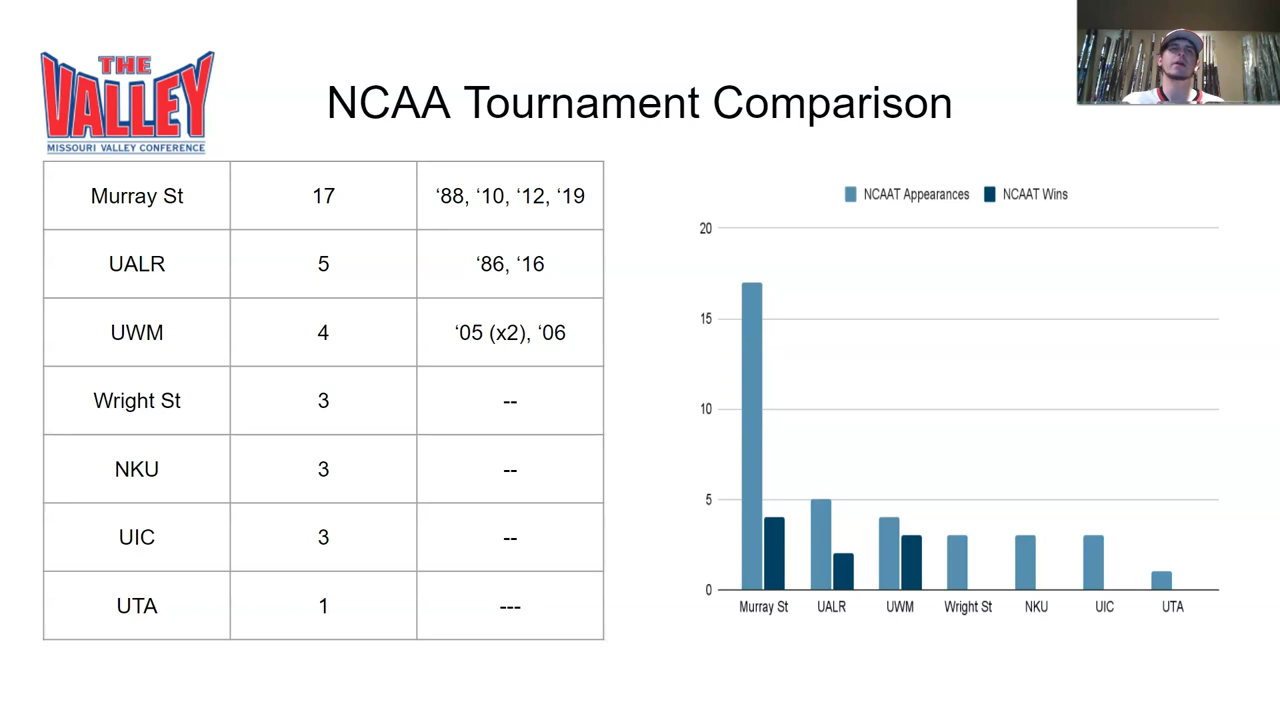 THE
VALLEY
MISSOURI VALLEY CONFERENCE
NCAA Tournament Comparison
Murray St 17 ‘88, ‘10, ‘12, ‘19
UALR 5 ‘86, ‘16
UWM 4 ‘05 (x2), ‘06
Wright St 3 --
NKU 3 --
UIC 3 --
UTA 1 ---
NCAAT Appearances NCAAT Wins
20
15
10
5
0
Murray St UALR UWM Wright St NKU UIC UTA